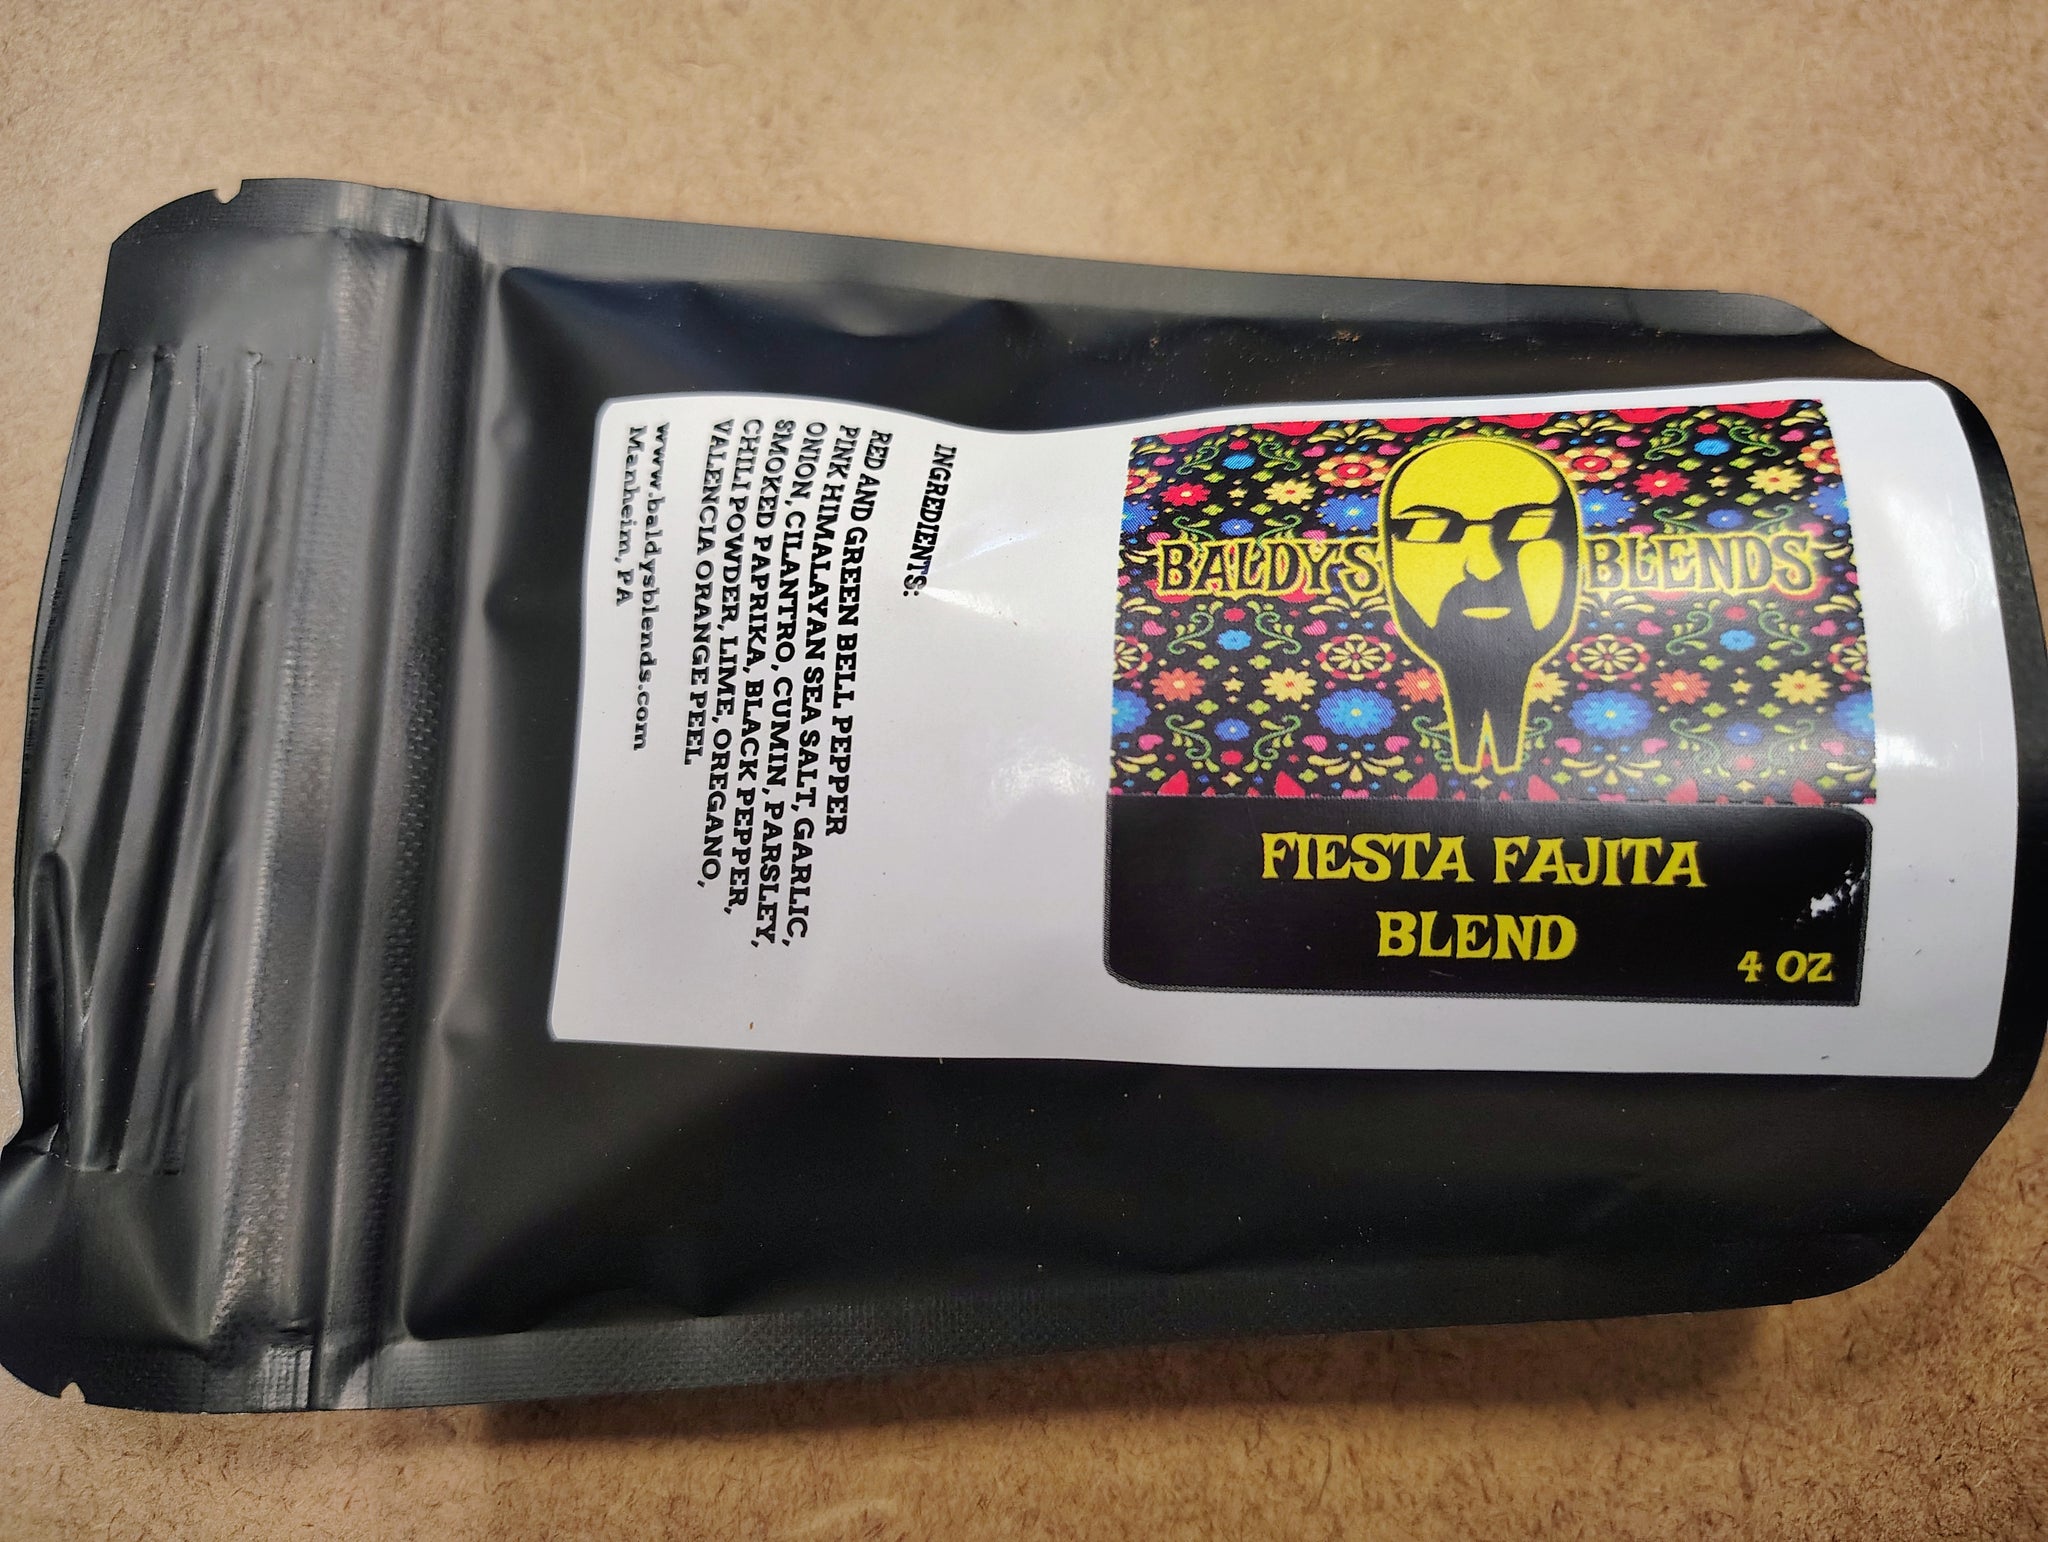 BALDY'S BLENDS
FIESTA FAJITA
BLEND
4 OZ
INGREDIENTS:
RED AND GREEN BELL PEPPER
PINK HIMALAYAN SEA SALT, GARLIC,
ONION, CILANTRO, CUMIN, PARSLEY,
SMOKED PAPRIKA, BLACK PEPPER,
CHILI POWDER, LIME, OREGANO,
VALENCIA ORANGE PEEL
www.baldysblends.com
Manheim, PA